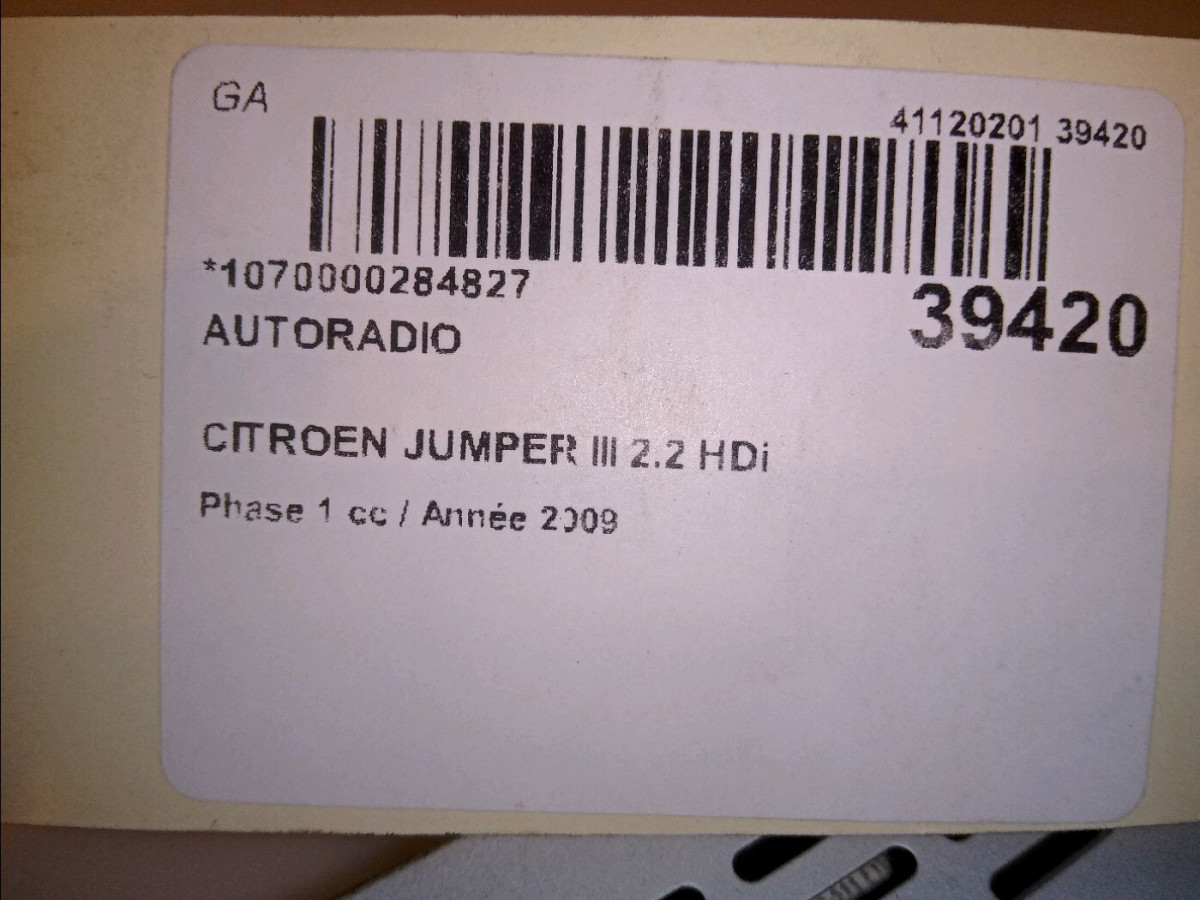 GA
41120201 39420
*1070000284827
39420
AUTORADIO
CITROEN JUMPER III 2.2 HDi
Phase 1 cc / Année 2009